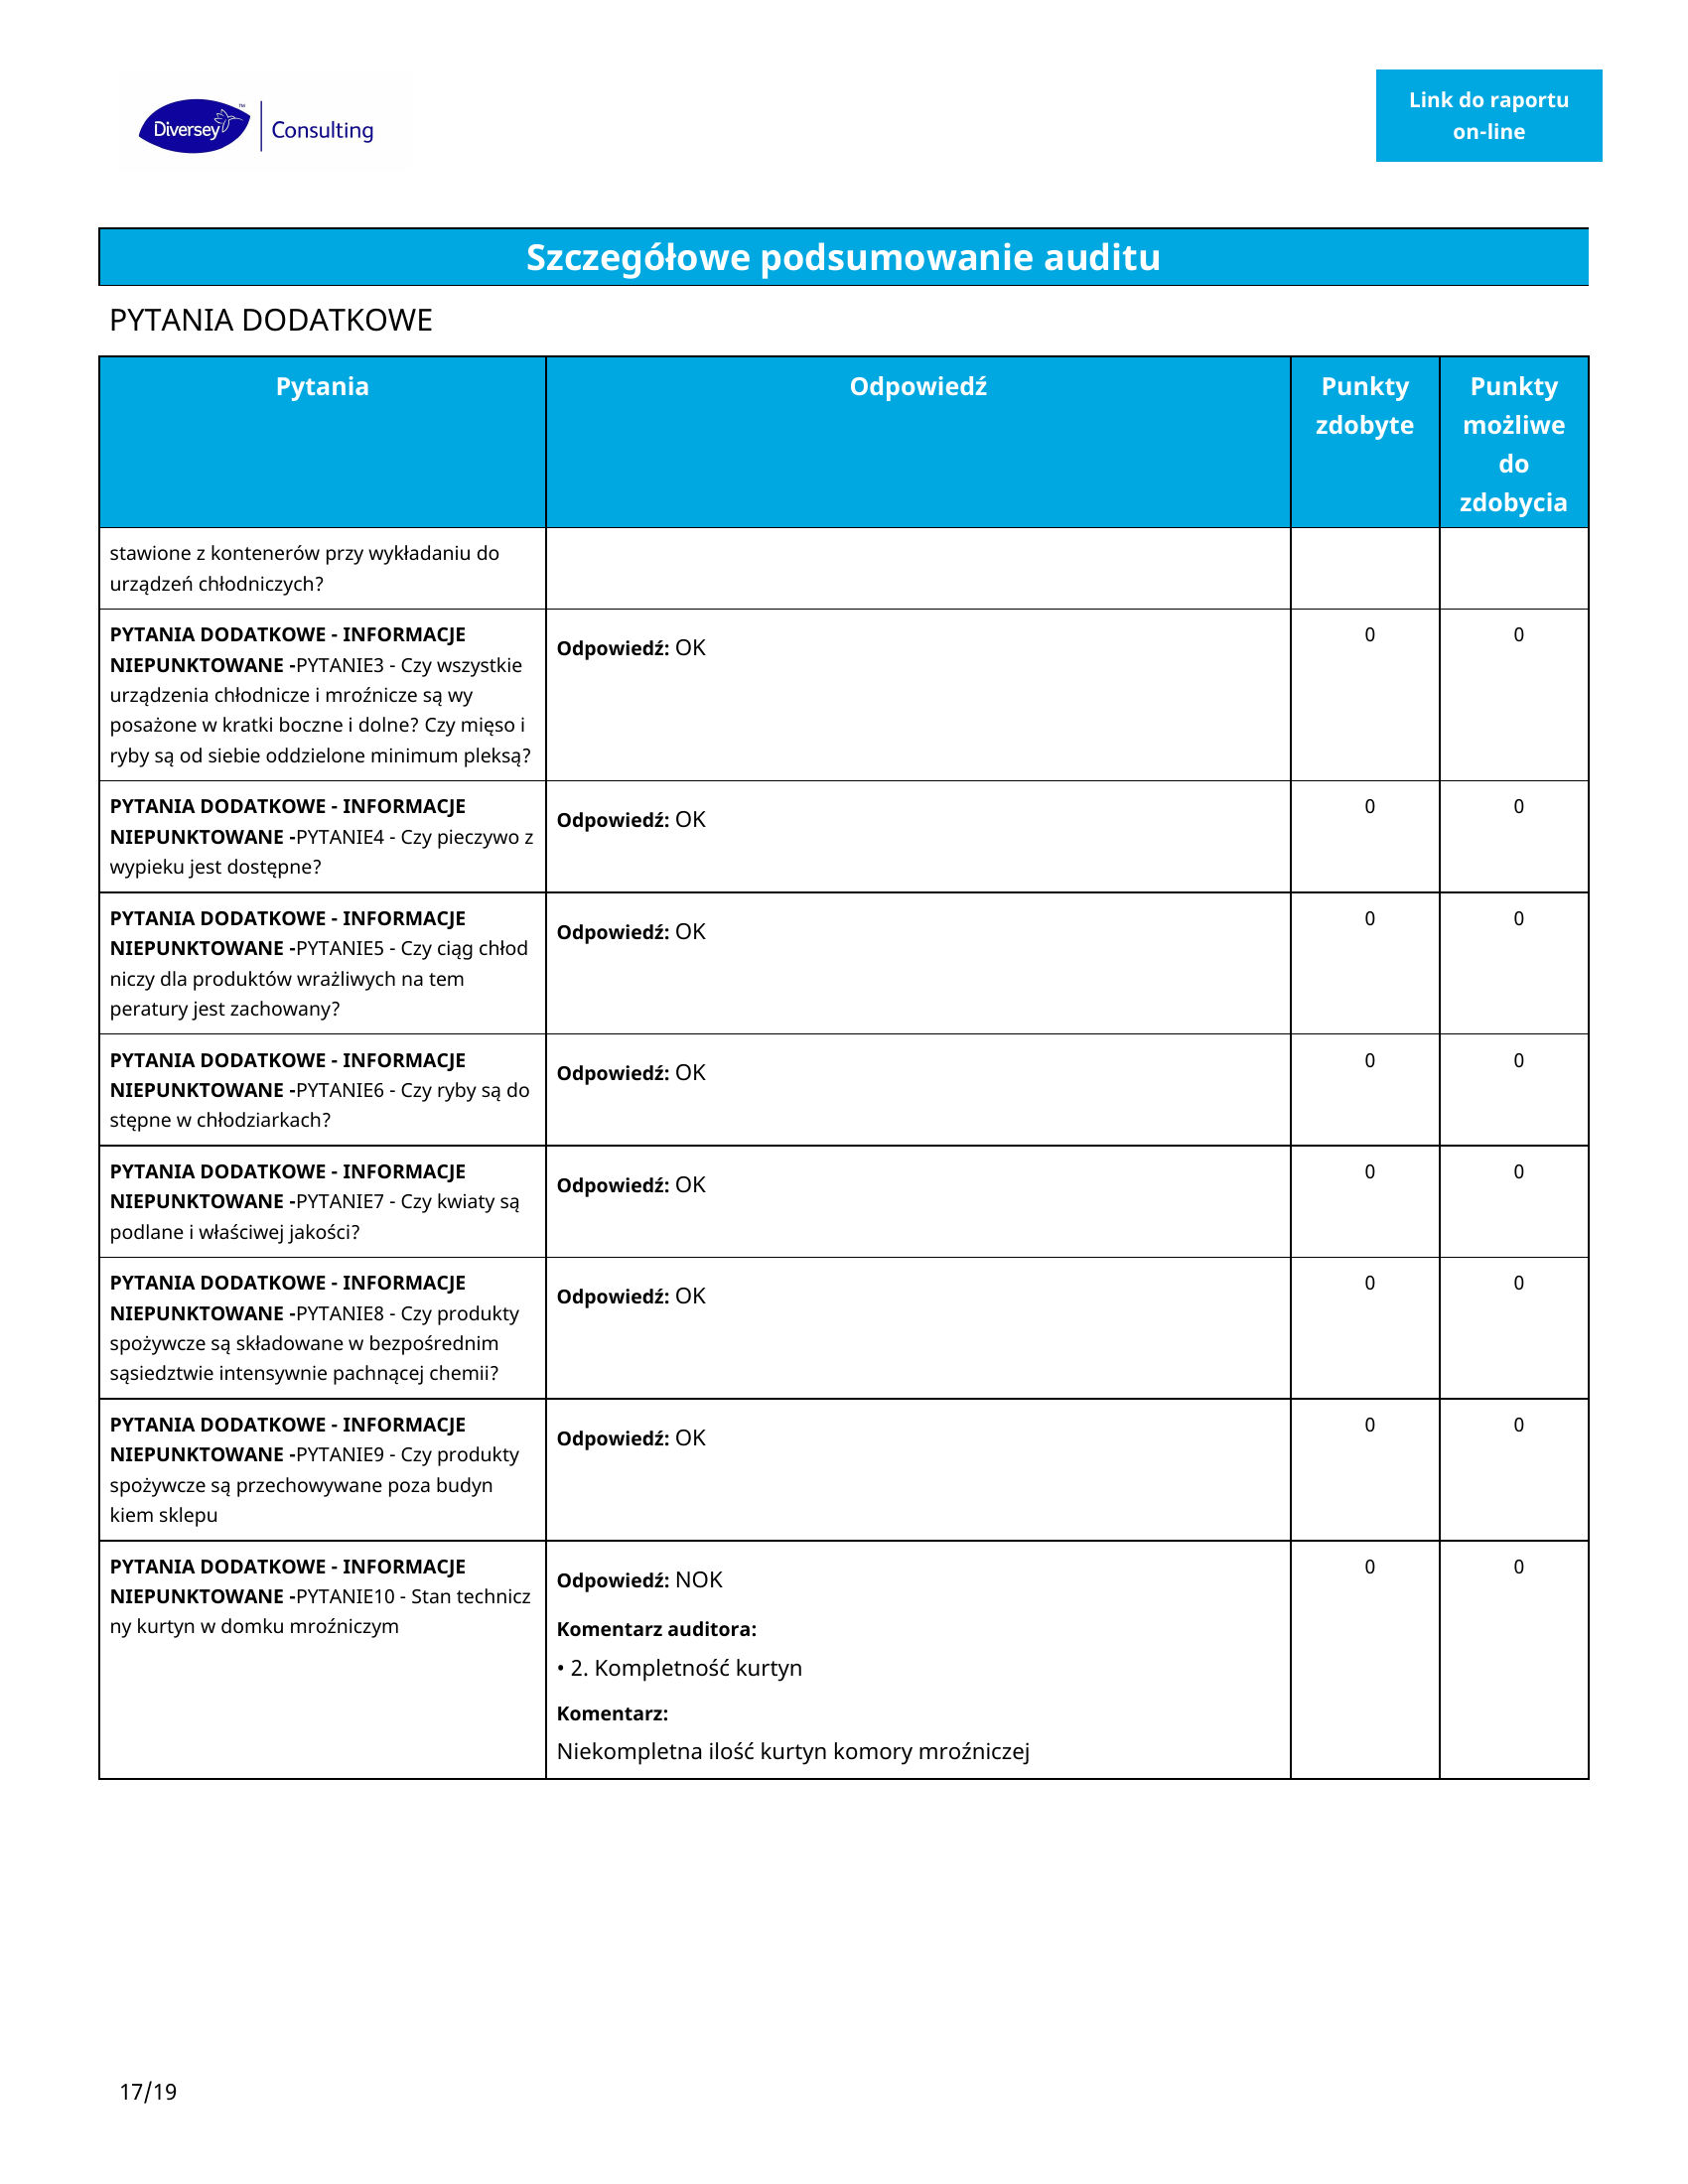 Diversey™ Consulting
Link do raportu
on-line
Szczegółowe podsumowanie auditu
PYTANIA DODATKOWE
Pytania Odpowiedź Punkty zdobyte Punkty możliwe do zdobycia
stawione z kontenerów przy wykładaniu do
urządzeń chłodniczych?
PYTANIA DODATKOWE - INFORMACJE
NIEPUNKTOWANE -PYTANIE3 - Czy wszystkie
urządzenia chłodnicze i mroźnicze są wy
posażone w kratki boczne i dolne? Czy mięso i
ryby są od siebie oddzielone minimum pleksą?
Odpowiedź: OK
0
0
PYTANIA DODATKOWE - INFORMACJE
NIEPUNKTOWANE -PYTANIE4 - Czy pieczywo z
wypieku jest dostępne?
Odpowiedź: OK
0
0
PYTANIA DODATKOWE - INFORMACJE
NIEPUNKTOWANE -PYTANIE5 - Czy ciąg chłod
niczy dla produktów wrażliwych na tem
peratury jest zachowany?
Odpowiedź: OK
0
0
PYTANIA DODATKOWE - INFORMACJE
NIEPUNKTOWANE -PYTANIE6 - Czy ryby są do
stępne w chłodziarkach?
Odpowiedź: OK
0
0
PYTANIA DODATKOWE - INFORMACJE
NIEPUNKTOWANE -PYTANIE7 - Czy kwiaty są
podlane i właściwej jakości?
Odpowiedź: OK
0
0
PYTANIA DODATKOWE - INFORMACJE
NIEPUNKTOWANE -PYTANIE8 - Czy produkty
spożywcze są składowane w bezpośrednim
sąsiedztwie intensywnie pachnącej chemii?
Odpowiedź: OK
0
0
PYTANIA DODATKOWE - INFORMACJE
NIEPUNKTOWANE -PYTANIE9 - Czy produkty
spożywcze są przechowywane poza budyn
kiem sklepu
Odpowiedź: OK
0
0
PYTANIA DODATKOWE - INFORMACJE
NIEPUNKTOWANE -PYTANIE10 - Stan technicz
ny kurtyn w domku mroźniczym
Odpowiedź: NOK
Komentarz auditora:
• 2. Kompletność kurtyn
Komentarz:
Niekompletna ilość kurtyn komory mroźniczej
0
0
17/19